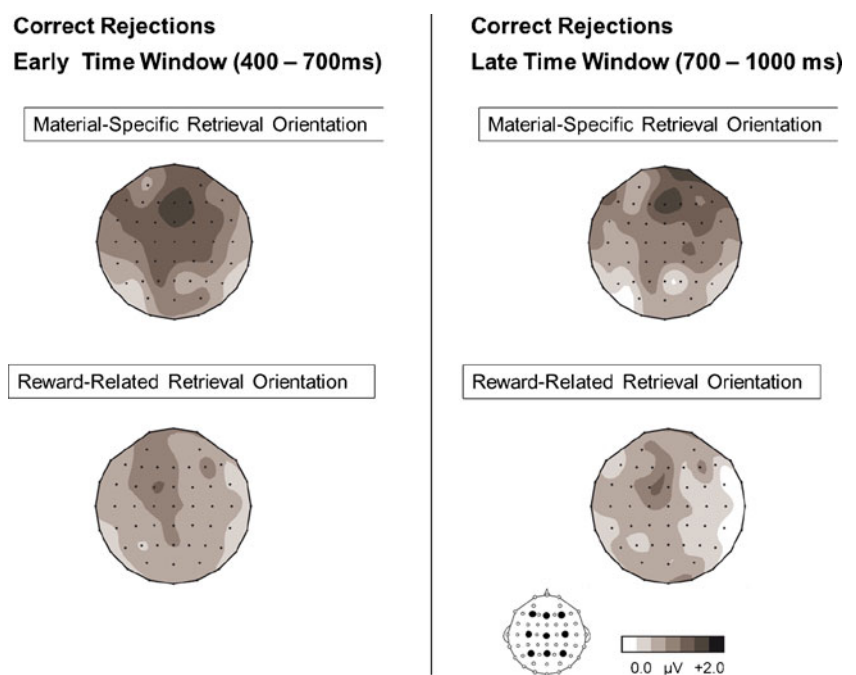 Correct Rejections
Early Time Window (400 – 700ms)
Material-Specific Retrieval Orientation
Reward-Related Retrieval Orientation
Correct Rejections
Late Time Window (700 – 1000 ms)
Material-Specific Retrieval Orientation
Reward-Related Retrieval Orientation
0.0 µV +2.0